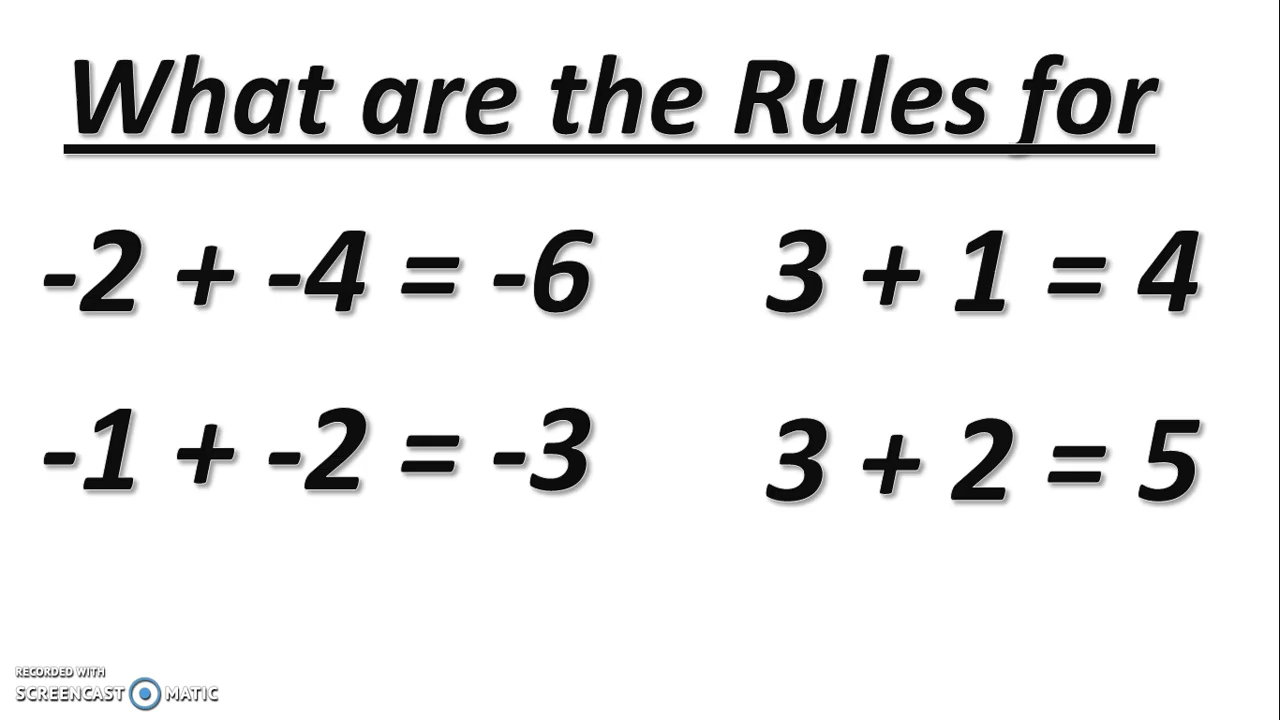 What are the Rules for
-2 + -4 = -6
3 + 1 = 4
-1 + -2 = -3
3 + 2 = 5
RECORDED WITH
SCREENCAST MATIC